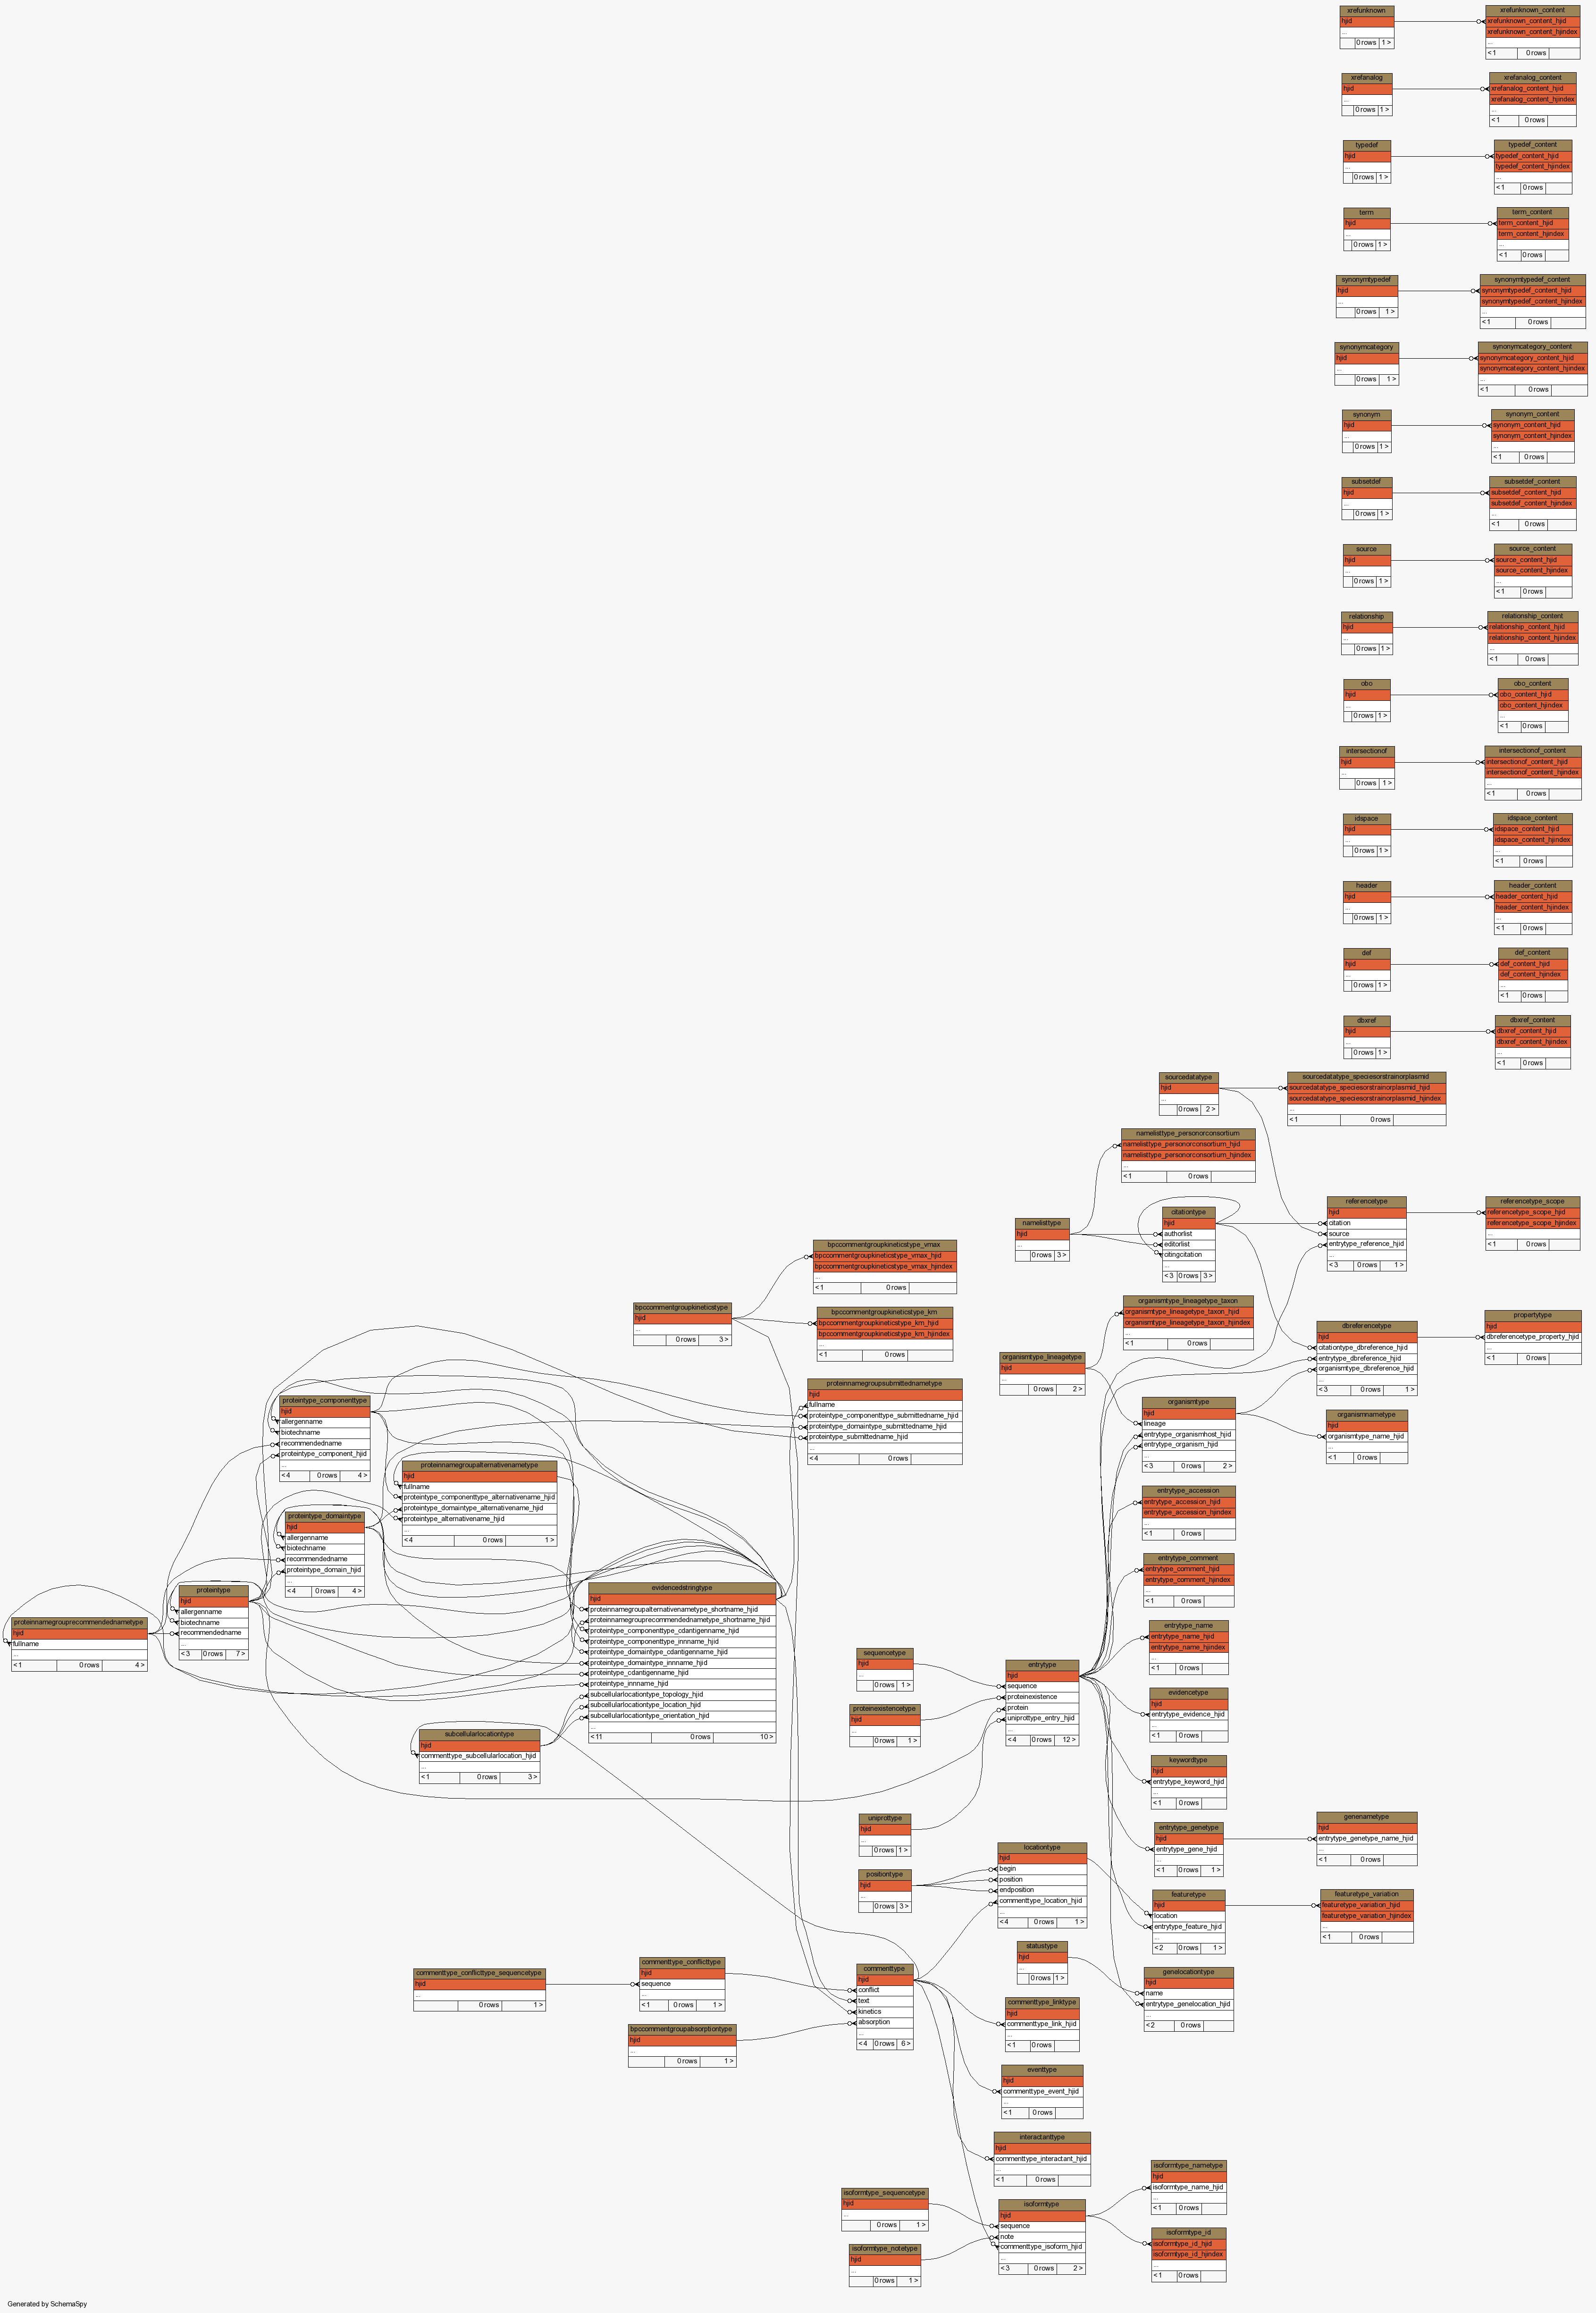 xrefunknown
hjid
...
0 rows
1 >
xrefunknown_content
xrefunknown_content_hjid
xrefunknown_content_hjindex
...
< 1
0 rows
xrefanalog
hjid
...
0 rows
1 >
xrefanalog_content
xrefanalog_content_hjid
xrefanalog_content_hjindex
...
< 1
0 rows
typedef
hjid
...
0 rows
1 >
typedef_content
typedef_content_hjid
typedef_content_hjindex
...
< 1
0 rows
term
hjid
...
0 rows
1 >
term_content
term_content_hjid
term_content_hjindex
...
< 1
0 rows
synonymtypedef
hjid
...
0 rows
1 >
synonymtypedef_content
synonymtypedef_content_hjid
synonymtypedef_content_hjindex
...
< 1
0 rows
synonymcategory
hjid
...
0 rows
1 >
synonymcategory_content
synonymcategory_content_hjid
synonymcategory_content_hjindex
...
< 1
0 rows
synonym
hjid
...
0 rows
1 >
synonym_content
synonym_content_hjid
synonym_content_hjindex
...
< 1
0 rows
subsetdef
hjid
...
0 rows
1 >
subsetdef_content
subsetdef_content_hjid
subsetdef_content_hjindex
...
< 1
0 rows
source
hjid
...
0 rows
1 >
source_content
source_content_hjid
source_content_hjindex
...
< 1
0 rows
relationship
hjid
...
0 rows
1 >
relationship_content
relationship_content_hjid
relationship_content_hjindex
...
< 1
0 rows
obo
hjid
...
0 rows
1 >
obo_content
obo_content_hjid
obo_content_hjindex
...
< 1
0 rows
intersectionof
hjid
...
0 rows
1 >
intersectionof_content
intersectionof_content_hjid
intersectionof_content_hjindex
...
< 1
0 rows
idspace
hjid
...
0 rows
1 >
idspace_content
idspace_content_hjid
idspace_content_hjindex
...
< 1
0 rows
header
hjid
...
0 rows
1 >
header_content
header_content_hjid
header_content_hjindex
...
< 1
0 rows
def
hjid
...
0 rows
1 >
def_content
def_content_hjid
def_content_hjindex
...
< 1
0 rows
dbxref
hjid
...
0 rows
1 >
dbxref_content
dbxref_content_hjid
dbxref_content_hjindex
...
< 1
0 rows
sourcedatatype
hjid
...
0 rows
2 >
sourcedatatype_speciesorstrainorplasmid
sourcedatatype_speciesorstrainorplasmid_hjid
sourcedatatype_speciesorstrainorplasmid_hjindex
...
< 1
0 rows
namelisttype_personorconsortium
namelisttype_personorconsortium_hjid
namelisttype_personorconsortium_hjindex
...
< 1
0 rows
namelisttype
hjid
...
0 rows
3 >
citationtype
hjid
authorlist
editorlist
citingcitation
...
< 3
0 rows
3 >
referencetype
hjid
citation
source
entrytype_reference_hjid
...
< 3
0 rows
1 >
referencetype_scope
referencetype_scope_hjid
referencetype_scope_hjindex
...
< 1
0 rows
bpccommentgroupkineticstype_vmax
bpccommentgroupkineticstype_vmax_hjid
bpccommentgroupkineticstype_vmax_hjindex
...
< 1
0 rows
bpccommentgroupkineticstype
hjid
...
0 rows
3 >
bpccommentgroupkineticstype_km
bpccommentgroupkineticstype_km_hjid
bpccommentgroupkineticstype_km_hjindex
...
< 1
0 rows
organismtype_lineagetype_taxon
organismtype_lineagetype_taxon_hjid
organismtype_lineagetype_taxon_hjindex
...
< 1
0 rows
organismtype_lineagetype
hjid
...
0 rows
2 >
dbreferencetype
hjid
citationtype_dbreference_hjid
entrytype_dbreference_hjid
organismtype_dbreference_hjid
...
< 3
0 rows
1 >
propertytype
hjid
dbreferencetype_property_hjid
...
< 1
0 rows
proteinnamegroupsubmittednametype
hjid
fullname
proteintype_componenttype_submittedname_hjid
proteintype_domaintype_submittedname_hjid
proteintype_submittedname_hjid
...
< 4
0 rows
proteintype_componenttype
hjid
allergenname
biotechname
recommendedname
proteintype_component_hjid
...
< 4
0 rows
4 >
organismtype
hjid
lineage
entrytype_organismhost_hjid
entrytype_organism_hjid
...
< 3
0 rows
2 >
organismnametype
hjid
organismtype_name_hjid
...
< 1
0 rows
proteinnamegroupalternativenametype
hjid
fullname
proteintype_componenttype_alternativename_hjid
proteintype_domaintype_alternativename_hjid
proteintype_alternativename_hjid
...
< 4
0 rows
1 >
entrytype_accession
entrytype_accession_hjid
entrytype_accession_hjindex
...
< 1
0 rows
proteintype_domaintype
hjid
allergenname
biotechname
recommendedname
proteintype_domain_hjid
...
< 4
0 rows
4 >
entrytype_comment
entrytype_comment_hjid
entrytype_comment_hjindex
...
< 1
0 rows
proteintype
hjid
allergenname
biotechname
recommendedname
...
< 3
0 rows
7 >
proteinnamegrouprecommendednametype
hjid
fullname
...
< 1
0 rows
4 >
evidencedstringtype
hjid
proteinnamegroupalternativenametype_shortname_hjid
proteinnamegrouprecommendednametype_shortname_hjid
proteintype_componenttype_cdantigenname_hjid
proteintype_componenttype_innname_hjid
proteintype_domaintype_cdantigenname_hjid
proteintype_domaintype_innname_hjid
proteintype_cdantigenname_hjid
proteintype_innname_hjid
subcellularlocationtype_topology_hjid
subcellularlocationtype_location_hjid
subcellularlocationtype_orientation_hjid
...
< 11
0 rows
10 >
entrytype_name
entrytype_name_hjid
entrytype_name_hjindex
...
< 1
0 rows
sequencetype
hjid
...
0 rows
1 >
entrytype
hjid
sequence
proteinexistence
protein
uniprottype_entry_hjid
...
< 4
0 rows
12 >
evidencetype
hjid
entrytype_evidence_hjid
...
< 1
0 rows
proteinexistencetype
hjid
...
0 rows
1 >
subcellularlocationtype
hjid
commenttype_subcellularlocation_hjid
...
< 1
0 rows
3 >
keywordtype
hjid
entrytype_keyword_hjid
...
< 1
0 rows
uniprottype
hjid
...
0 rows
1 >
entrytype_genetype
hjid
entrytype_gene_hjid
...
< 1
0 rows
1 >
genenametype
hjid
entrytype_genetype_name_hjid
...
< 1
0 rows
locationtype
hjid
begin
position
endposition
commenttype_location_hjid
...
< 4
0 rows
1 >
positiontype
hjid
...
0 rows
3 >
featuretype
hjid
location
entrytype_feature_hjid
...
< 2
0 rows
1 >
featuretype_variation
featuretype_variation_hjid
featuretype_variation_hjindex
...
< 1
0 rows
statustype
hjid
...
0 rows
1 >
genelocationtype
hjid
name
entrytype_genelocation_hjid
...
< 2
0 rows
commenttype_conflicttype_sequencetype
hjid
...
0 rows
1 >
commenttype_conflicttype
hjid
sequence
...
< 1
0 rows
1 >
commenttype
hjid
conflict
text
kinetics
absorption
...
< 4
0 rows
6 >
bpccommentgroupabsorptiontype
hjid
...
0 rows
1 >
commenttype_linktype
hjid
commenttype_link_hjid
...
< 1
0 rows
eventtype
hjid
commenttype_event_hjid
...
< 1
0 rows
interactanttype
hjid
commenttype_interactant_hjid
...
< 1
0 rows
isoformtype_nametype
hjid
isoformtype_name_hjid
...
< 1
0 rows
isoformtype_sequencetype
hjid
...
0 rows
1 >
isoformtype
hjid
sequence
note
commenttype_isoform_hjid
...
< 3
0 rows
2 >
isoformtype_id
isoformtype_id_hjid
isoformtype_id_hjindex
...
< 1
0 rows
isoformtype_notetype
hjid
...
0 rows
1 >
Generated by SchemaSpy